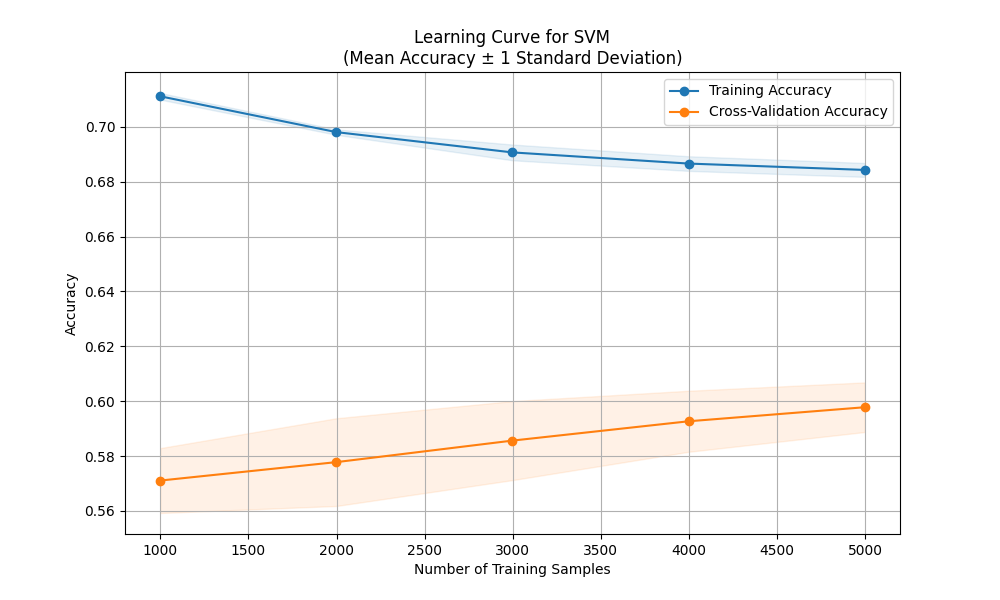 Learning Curve for SVM
(Mean Accuracy ± 1 Standard Deviation)
Training Accuracy
Cross-Validation Accuracy
Accuracy
0.70
0.68
0.66
0.64
0.62
0.60
0.58
0.56
1000 1500 2000 2500 3000 3500 4000 4500 5000
Number of Training Samples